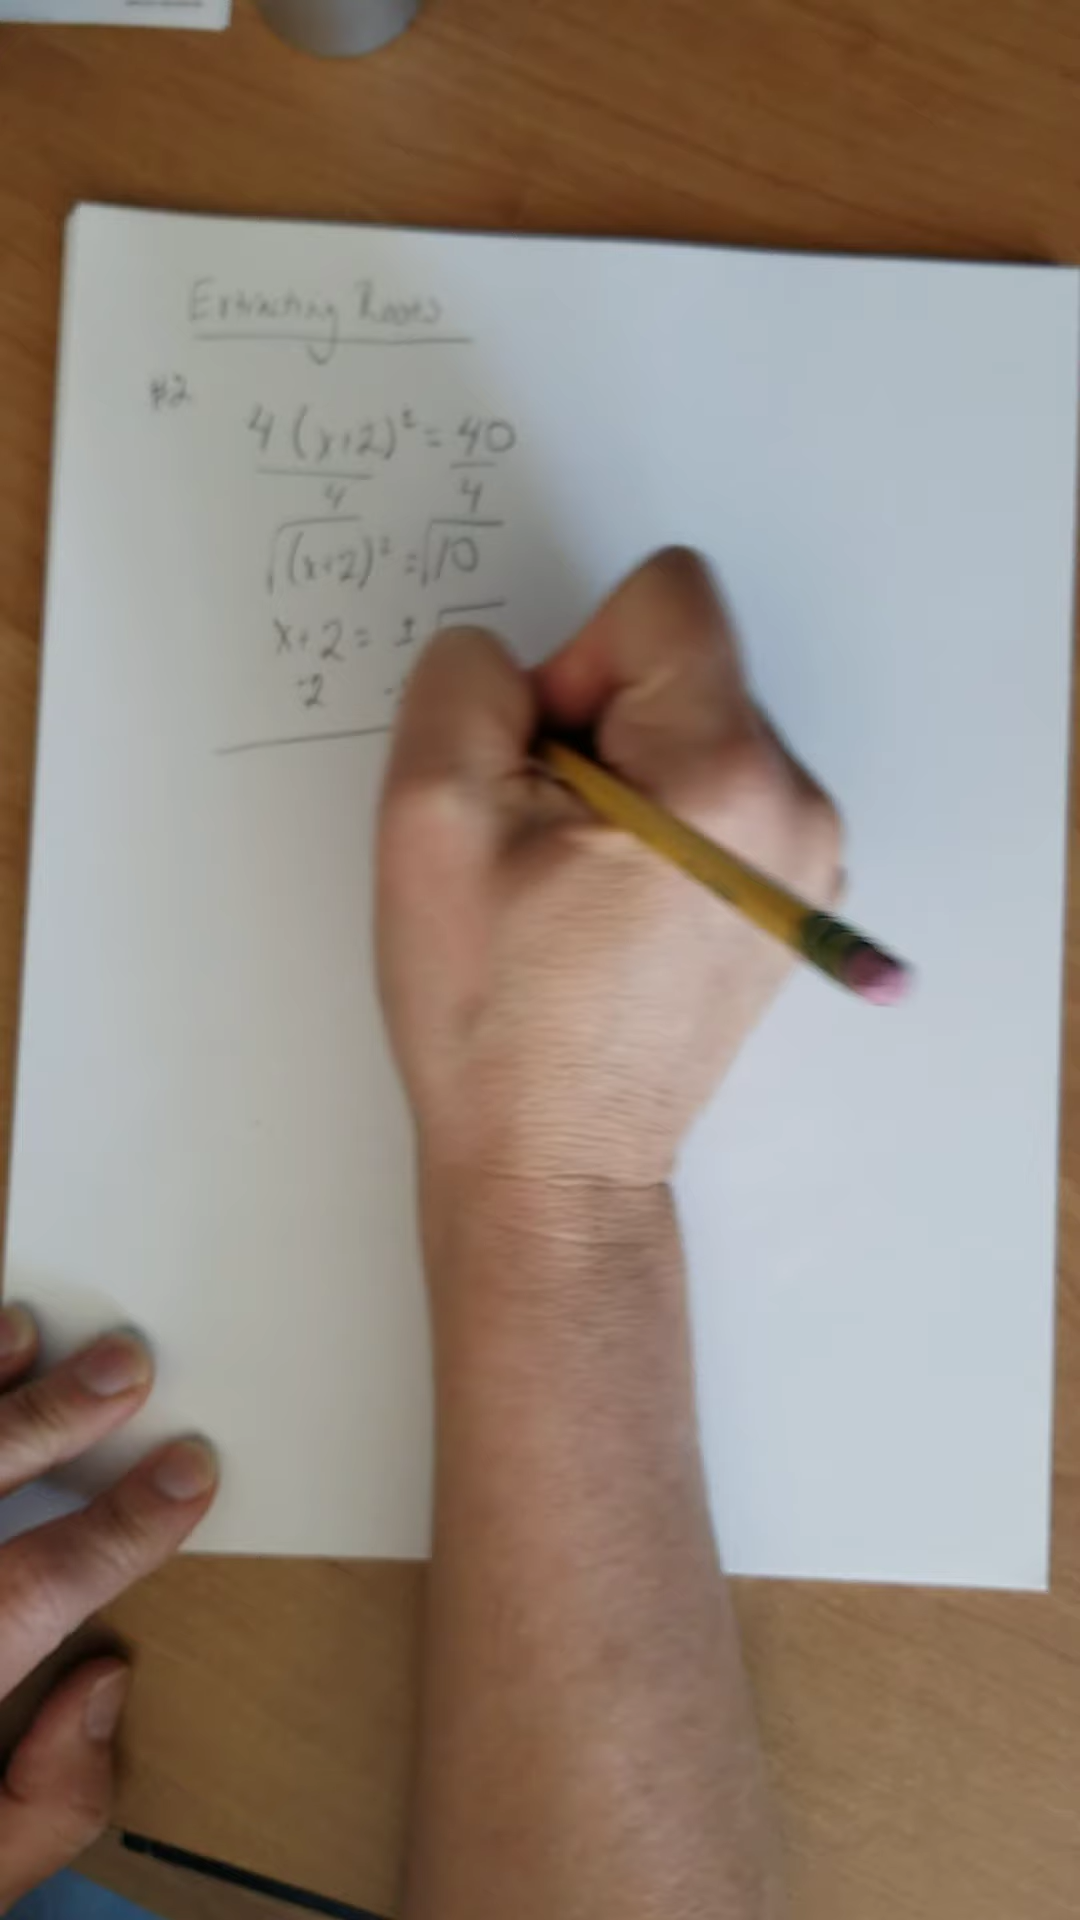 Extracting Roots
#2
4 (x+2)² = 40
4 4
√(x+2)² = √10
x+2 = ± √
-2 -